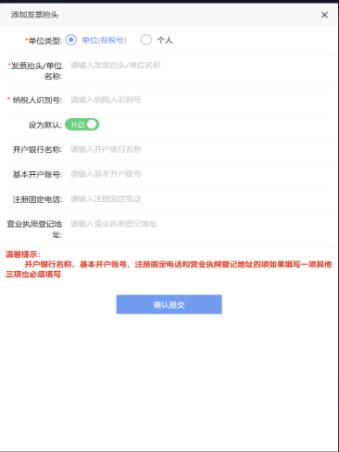 添加发票抬头
*单位类型: 单位(有税号) 个人
*发票抬头/单位
名称: 请输入发票抬头/单位名称
* 纳税人识别号: 请输入纳税人识别号
设为默认: 开启
开户银行名称: 请输入开户银行名称
基本开户账号: 请输入基本开户账号
注册固定电话: 请输入注册固定电话
营业执照登记地
址: 请输入营业执照登记地址
温馨提示：
开户银行名称、基本开户账号、注册固定电话和营业执照登记地址四项如果填写一项其他
三项也必须填写
确认提交